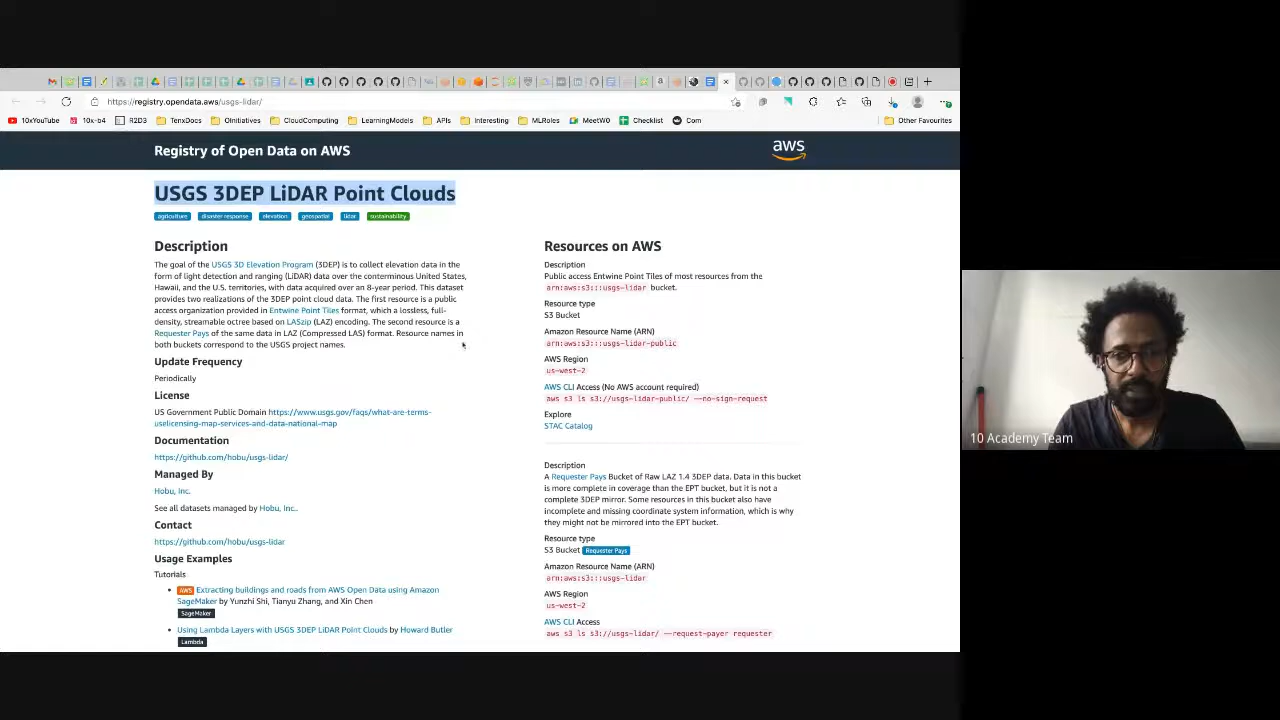 https://registry.opendata.aws/usgs-lidar/
10xYouTube
10x-b4
R2D3
TenxDocs
OInitiatives
CloudComputing
LearningModels
APIs
Interesting
MLRoles
MeetW0
Checklist
Com
Other Favourites
Registry of Open Data on AWS
aws
USGS 3DEP LiDAR Point Clouds
agriculture
disaster response
elevation
geospatial
lidar
sustainability
Description
The goal of the USGS 3D Elevation Program (3DEP) is to collect elevation data in the
form of light detection and ranging (LiDAR) data over the conterminous United States,
Hawaii, and the U.S. territories, with data acquired over an 8-year period. This dataset
provides two realizations of the 3DEP point cloud data. The first resource is a public
access organization provided in Entwine Point Tiles format, which a lossless, full-
density, streamable octree based on LASzip (LAZ) encoding. The second resource is a
Requester Pays of the same data in LAZ (Compressed LAS) format. Resource names in
both buckets correspond to the USGS project names.
Update Frequency
Periodically
License
US Government Public Domain https://www.usgs.gov/faqs/what-are-terms-
uselicensing-map-services-and-data-national-map
Documentation
https://github.com/hobu/usgs-lidar/
Managed By
Hobu, Inc.
See all datasets managed by Hobu, Inc..
Contact
https://github.com/hobu/usgs-lidar
Usage Examples
Tutorials
AWS Extracting buildings and roads from AWS Open Data using Amazon
SageMaker by Yunzhi Shi, Tianyu Zhang, and Xin Chen
SageMaker
Using Lambda Layers with USGS 3DEP LiDAR Point Clouds by Howard Butler
Lambda
Resources on AWS
Description
Public access Entwine Point Tiles of most resources from the
arn:aws:s3:::usgs-lidar bucket.
Resource type
S3 Bucket
Amazon Resource Name (ARN)
arn:aws:s3:::usgs-lidar-public
AWS Region
us-west-2
AWS CLI Access (No AWS account required)
aws s3 ls s3://usgs-lidar-public/ --no-sign-request
Explore
STAC Catalog
Description
A Requester Pays Bucket of Raw LAZ 1.4 3DEP data. Data in this bucket
is more complete in coverage than the EPT bucket, but it is not a
complete 3DEP mirror. Some resources in this bucket also have
incomplete and missing coordinate system information, which is why
they might not be mirrored into the EPT bucket.
Resource type
S3 Bucket Requester Pays
Amazon Resource Name (ARN)
arn:aws:s3:::usgs-lidar
AWS Region
us-west-2
AWS CLI Access
aws s3 ls s3://usgs-lidar/ --request-payer requester
10 Academy Team